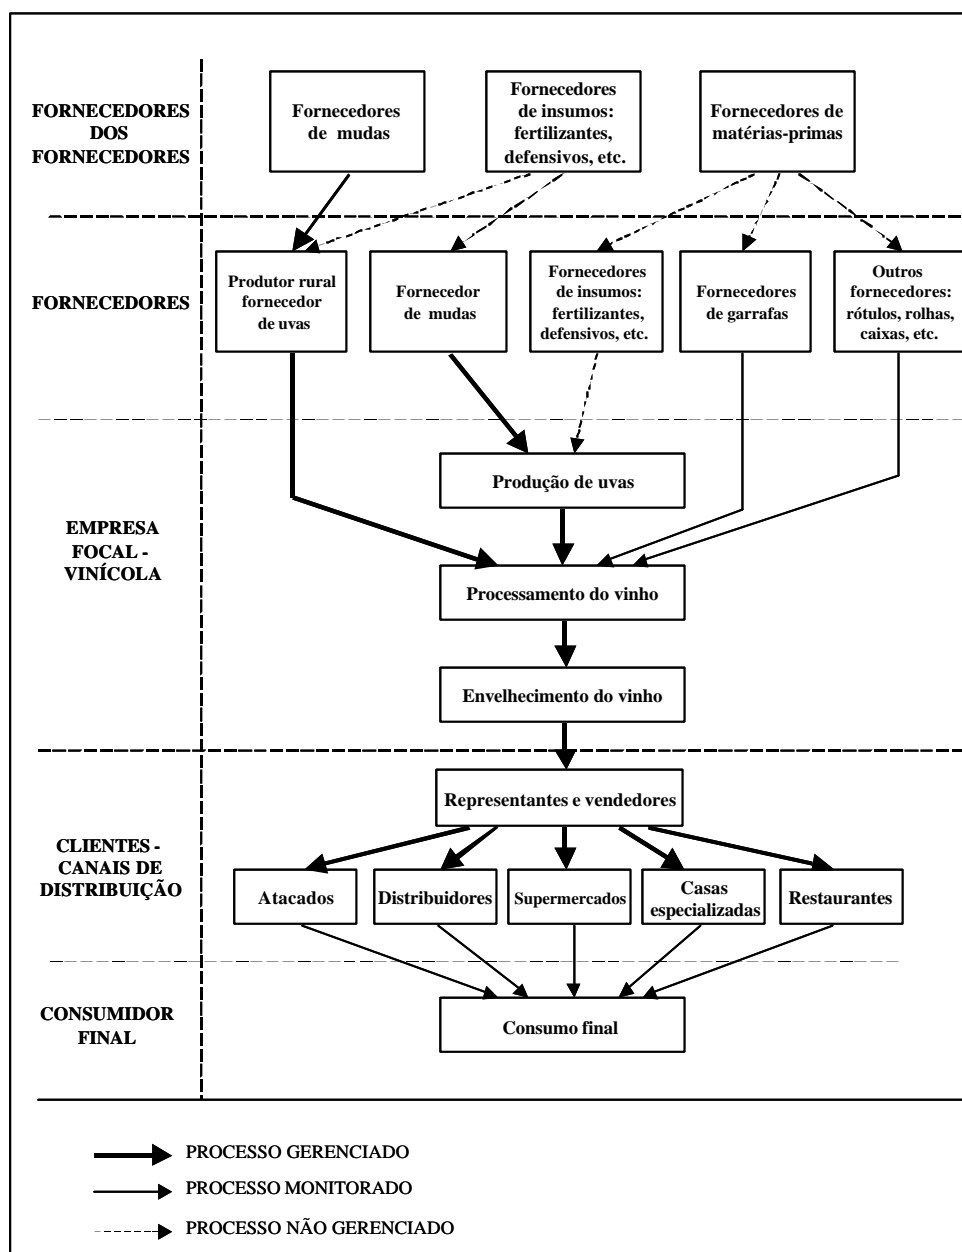 FORNECEDORES
DOS
FORNECEDORES
Fornecedores
de mudas
Fornecedores
de insumos:
fertilizantes,
defensivos, etc.
Fornecedores de
matérias-primas
FORNECEDORES
Produtor rural
fornecedor
de uvas
Fornecedor
de mudas
Fornecedores
de insumos:
fertilizantes,
defensivos, etc.
Fornecedores
de garrafas
Outros
fornecedores:
rótulos, rolhas,
caixas, etc.
EMPRESA
FOCAL -
VINÍCOLA
Produção de uvas
Processamento do vinho
Envelhecimento do vinho
CLIENTES -
CANAIS DE
DISTRIBUIÇÃO
Representantes e vendedores
Atacados
Distribuidores
Supermercados
Casas
especializadas
Restaurantes
CONSUMIDOR
FINAL
Consumo final
PROCESSO GERENCIADO
PROCESSO MONITORADO
PROCESSO NÃO GERENCIADO